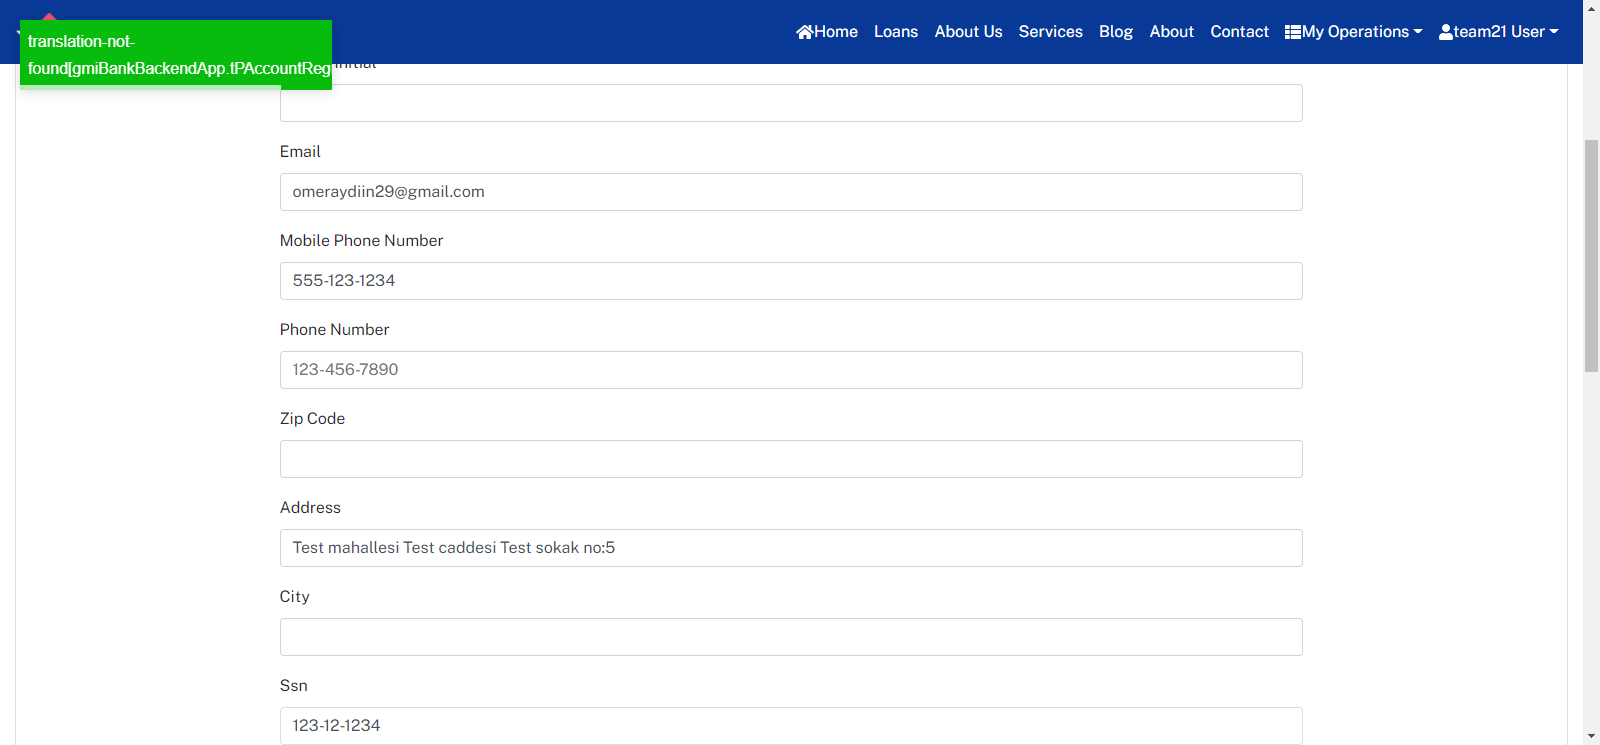 Home Loans About Us Services Blog About Contact My Operations team21 User
translation-not-
found[gmiBankBackendApp.tPAccountReg
Initial
Email
omeraydiin29@gmail.com
Mobile Phone Number
555-123-1234
Phone Number
123-456-7890
Zip Code
Address
Test mahallesi Test caddesi Test sokak no:5
City
Ssn
123-12-1234